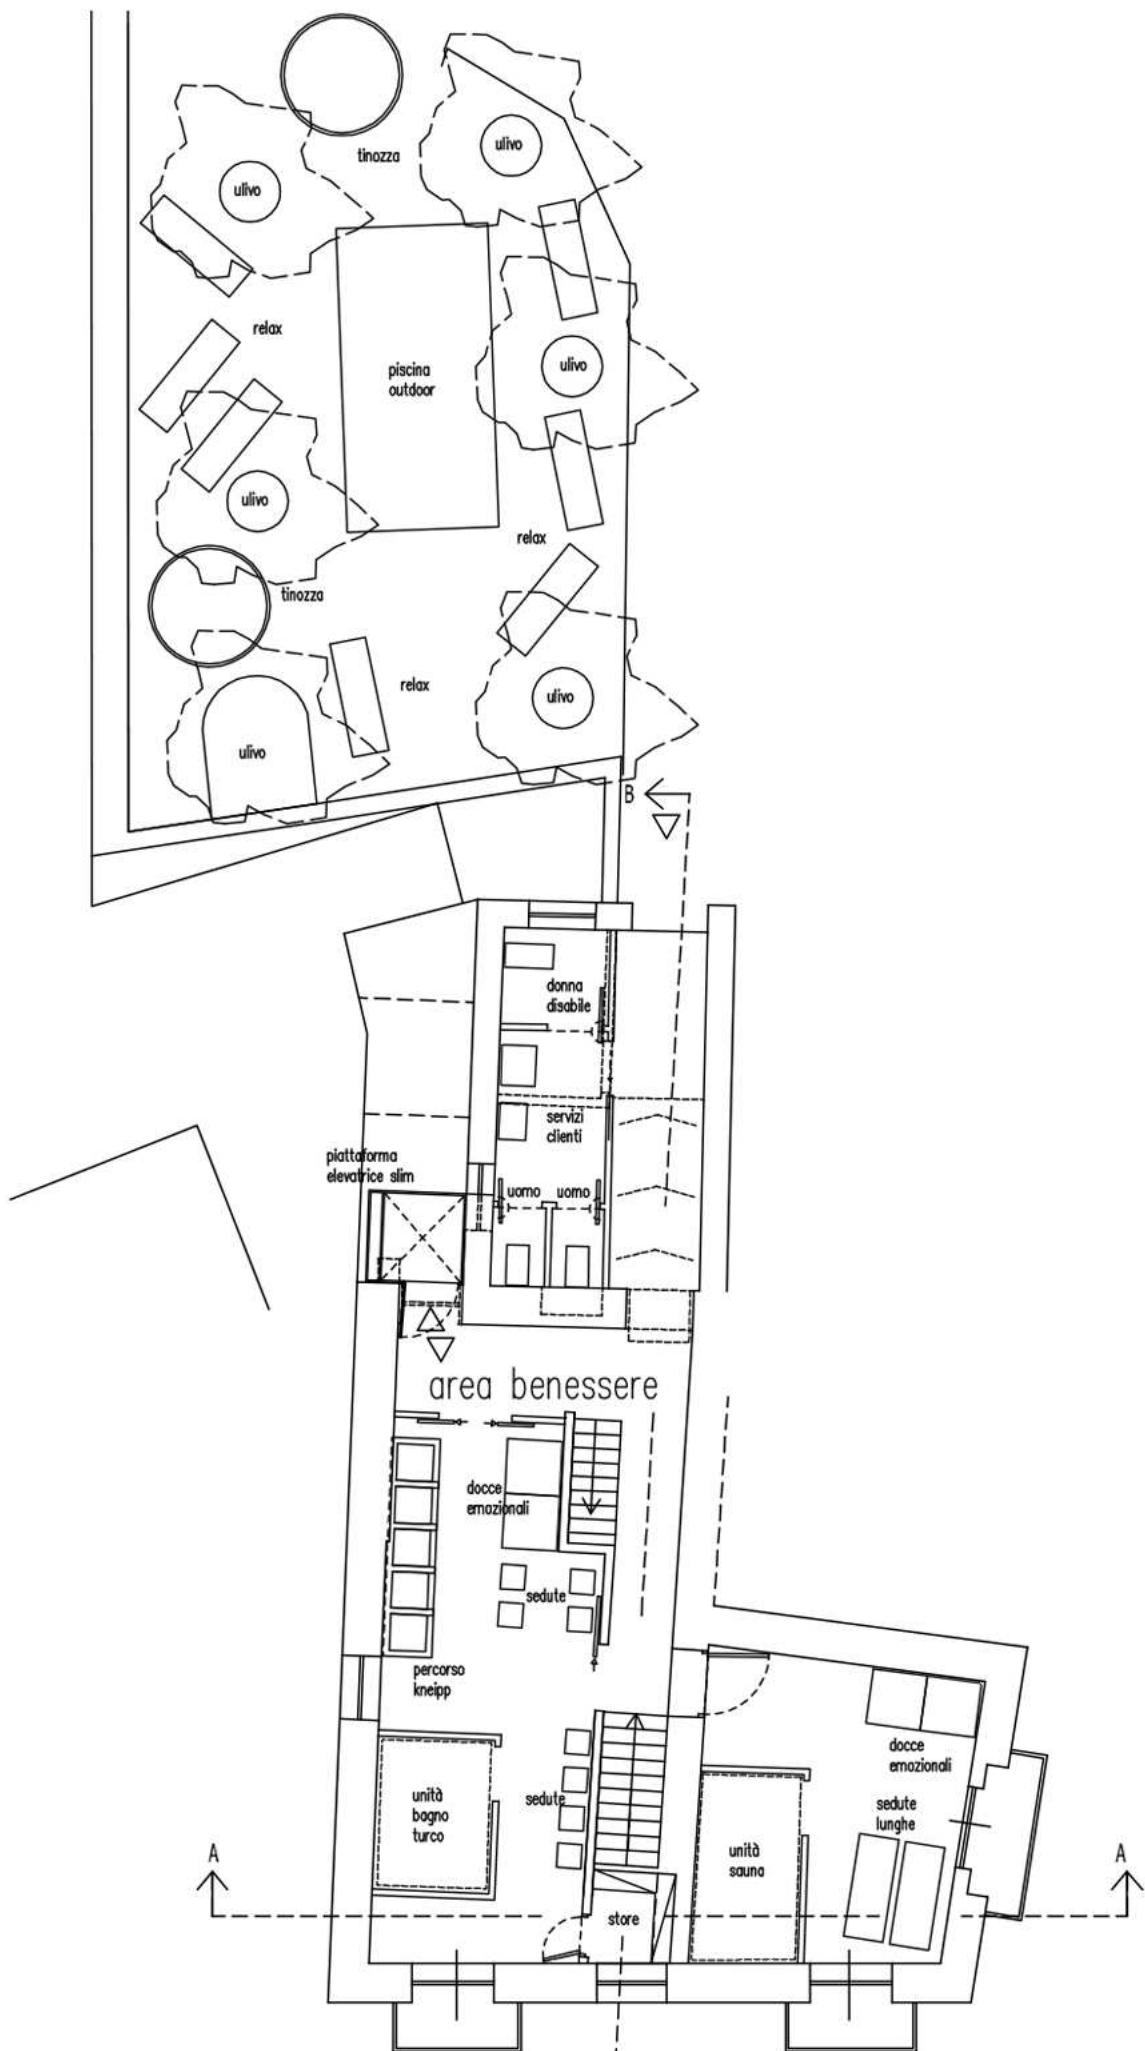 tinozza
ulivo
ulivo
relax
piscina
outdoor
ulivo
ulivo
relax
tinozza
relax
ulivo
ulivo
B
donna
disabile
servizi
clienti
piattaforma
elevatrice slim
uomo
uomo
area benessere
docce
emozionali
sedute
percorso
kneipp
docce
emozionali
unità
bagno
turco
sedute
sedute
lunghe
unità
sauna
A
A
store